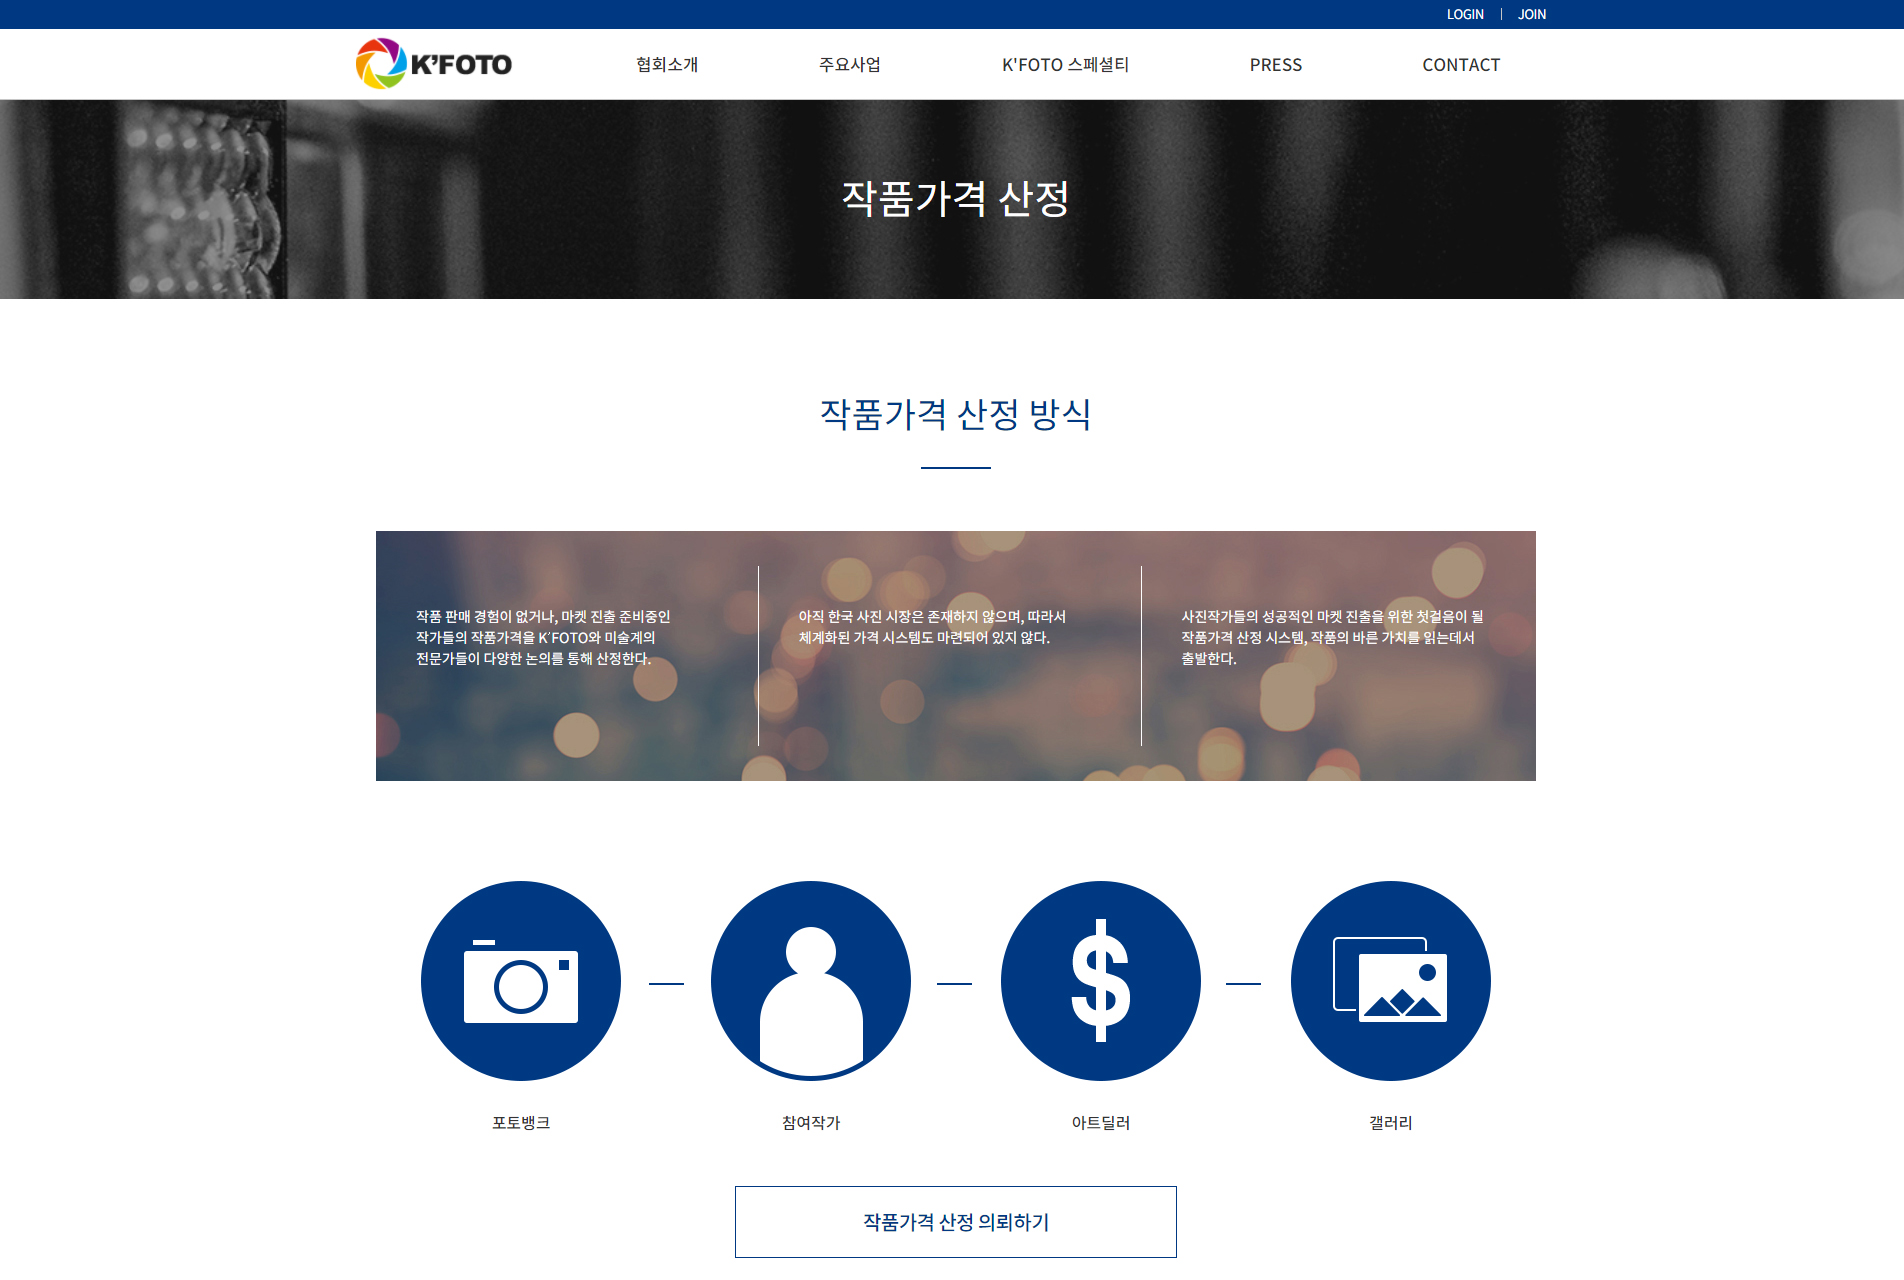 LOGIN
JOIN
K'FOTO
협회소개
주요사업
K'FOTO 스페셜티
PRESS
CONTACT
작품가격 산정
작품가격 산정 방식
작품 판매 경험이 없거나, 마켓 진출 준비중인
작가들의 작품가격을 K'FOTO와 미술계의
전문가들이 다양한 논의를 통해 산정한다.
아직 한국 사진 시장은 존재하지 않으며, 따라서
체계화된 가격 시스템도 마련되어 있지 않다.
사진작가들의 성공적인 마켓 진출을 위한 첫걸음이 될
작품가격 산정 시스템, 작품의 바른 가치를 읽는데서
출발한다.
포토뱅크
참여작가
아트딜러
갤러리
작품가격 산정 의뢰하기